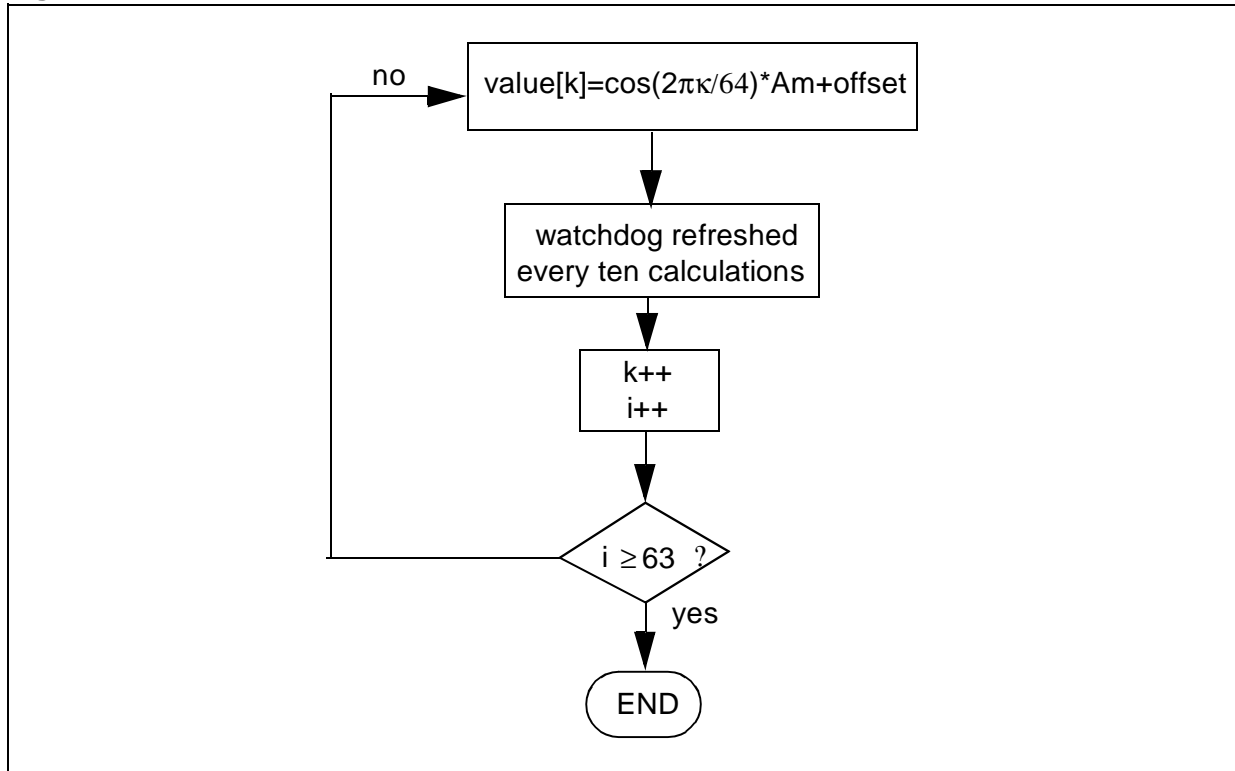 value[k]=cos(2πκ/64)*Am+offset
no
watchdog refreshed
every ten calculations
k++
i++
i ≥ 63 ?
yes
END